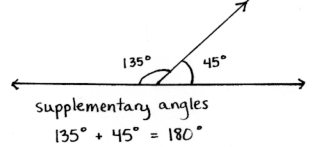 135° 45°
supplementary angles
135° + 45° = 180°